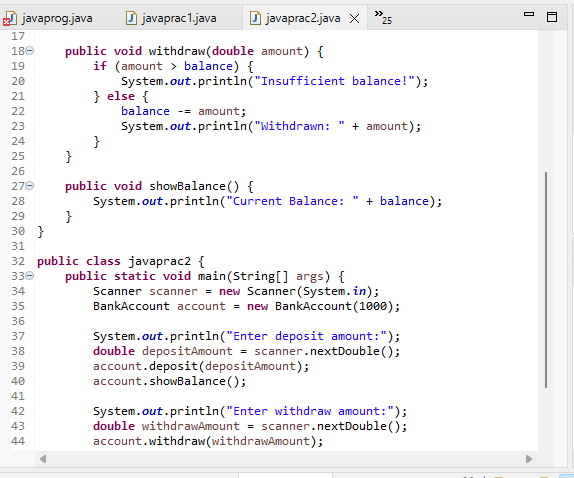 javaprog.java javaprac1.java javaprac2.java 25
17
18 public void withdraw(double amount) {
19 if (amount > balance) {
20 System.out.println("Insufficient balance!");
21 } else {
22 balance -= amount;
23 System.out.println("Withdrawn: " + amount);
24 }
25 }
26
27 public void showBalance() {
28 System.out.println("Current Balance: " + balance);
29 }
30 }
31
32 public class javaprac2 {
33 public static void main(String[] args) {
34 Scanner scanner = new Scanner(System.in);
35 BankAccount account = new BankAccount(1000);
36
37 System.out.println("Enter deposit amount:");
38 double depositAmount = scanner.nextDouble();
39 account.deposit(depositAmount);
40 account.showBalance();
41
42 System.out.println("Enter withdraw amount:");
43 double withdrawAmount = scanner.nextDouble();
44 account.withdraw(withdrawAmount);